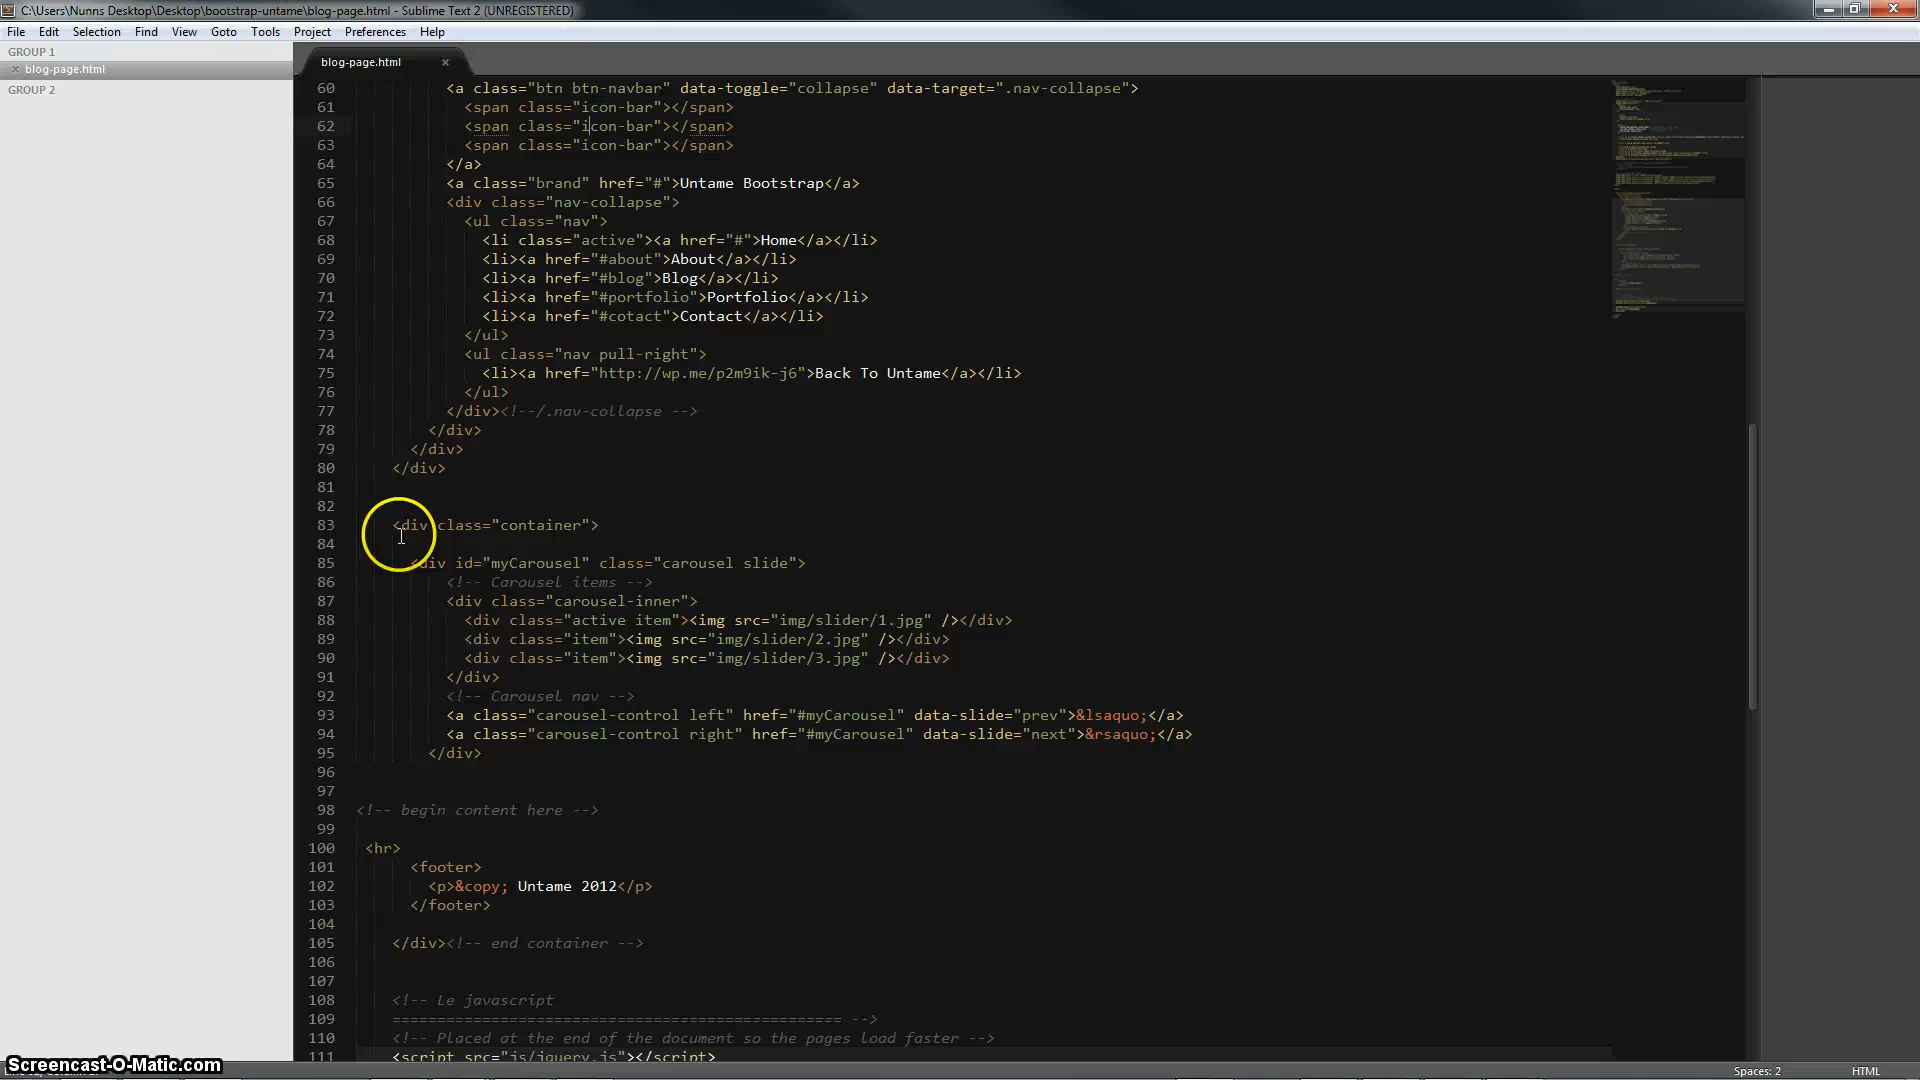 C:\Users\Nunns Desktop\Desktop\bootstrap-untame\blog-page.html - Sublime Text 2 (UNREGISTERED)
File Edit Selection Find View Goto Tools Project Preferences Help
GROUP 1
blog-page.html
GROUP 2
blog-page.html
60 <a class="btn btn-navbar" data-toggle="collapse" data-target=".nav-collapse">
61 <span class="icon-bar"></span>
62 <span class="icon-bar"></span>
63 <span class="icon-bar"></span>
64 </a>
65 <a class="brand" href="#">Untame Bootstrap</a>
66 <div class="nav-collapse">
67 <ul class="nav">
68 <li class="active"><a href="#">Home</a></li>
69 <li><a href="#about">About</a></li>
70 <li><a href="#blog">Blog</a></li>
71 <li><a href="#portfolio">Portfolio</a></li>
72 <li><a href="#cotact">Contact</a></li>
73 </ul>
74 <ul class="nav pull-right">
75 <li><a href="http://wp.me/p2m9ik-j6">Back To Untame</a></li>
76 </ul>
77 </div><!--/.nav-collapse -->
78 </div>
79 </div>
80 </div>
81
82
83 <div class="container">
84
85 <div id="myCarousel" class="carousel slide">
86 <!-- Carousel items -->
87 <div class="carousel-inner">
88 <div class="active item"><img src="img/slider/1.jpg" /></div>
89 <div class="item"><img src="img/slider/2.jpg" /></div>
90 <div class="item"><img src="img/slider/3.jpg" /></div>
91 </div>
92 <!-- Carousel nav -->
93 <a class="carousel-control left" href="#myCarousel" data-slide="prev">&lsaquo;</a>
94 <a class="carousel-control right" href="#myCarousel" data-slide="next">&rsaquo;</a>
95 </div>
96
97
98 <!-- begin content here -->
99
100 <hr>
101 <footer>
102 <p>&copy; Untame 2012</p>
103 </footer>
104
105 </div><!-- end container -->
106
107
108 <!-- Le javascript
109 ================================================== -->
110 <!-- Placed at the end of the document so the pages load faster -->
111 <script src="js/jquery.js"></script>
Screencast-O-Matic.com
Spaces: 2 HTML